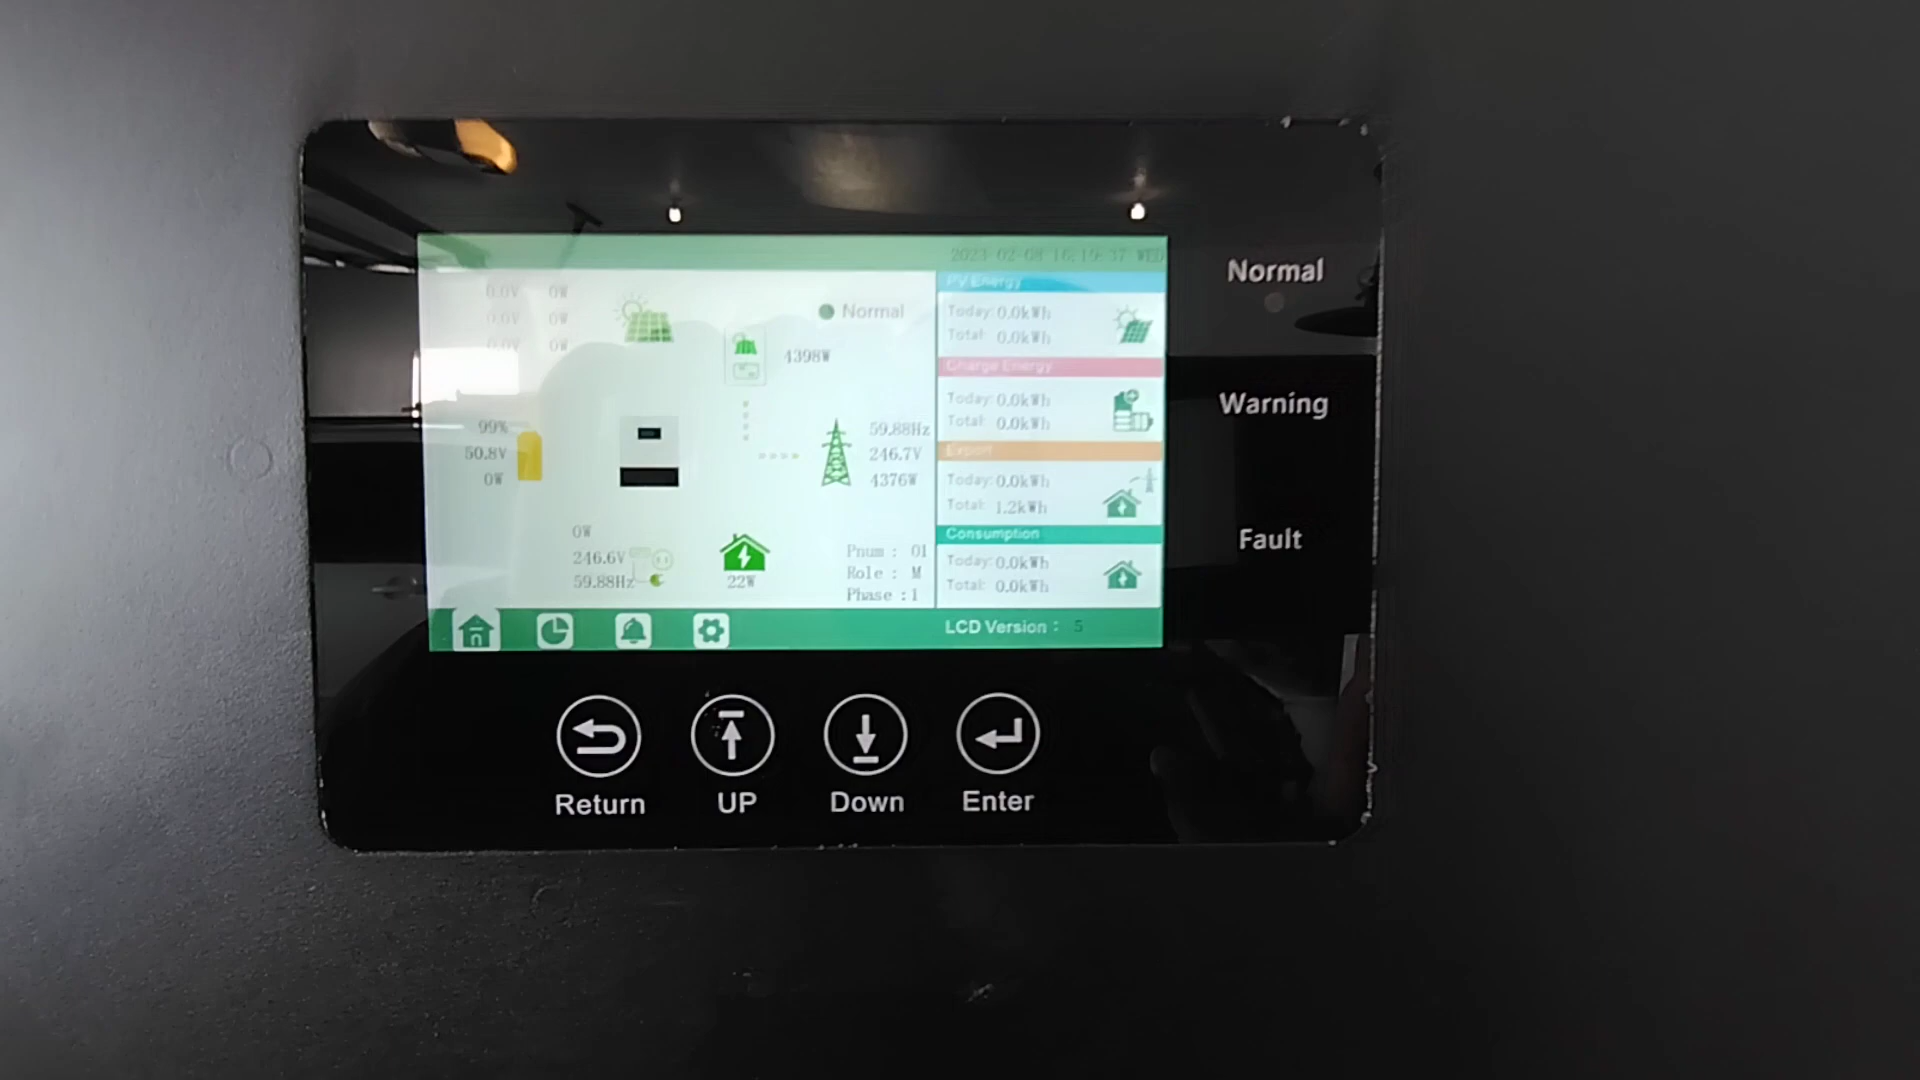 2023-02-08 16:19:37 WED
0.0V 0W
0.0V 0W
0.0V 0W
Normal
4398W
99%
50.8V
0W
59.88Hz
246.7V
4376W
0W
246.6V
59.88Hz
22W
Pnum : 01
Role : M
Phase : 1
PV Energy
Today: 0.0kWh
Total: 0.0kWh
Charge Energy
Today: 0.0kWh
Total: 0.0kWh
Export
Today: 0.0kWh
Total: 1.2kWh
Consumption
Today: 0.0kWh
Total: 0.0kWh
LCD Version : 5
Normal
Warning
Fault
Return UP Down Enter